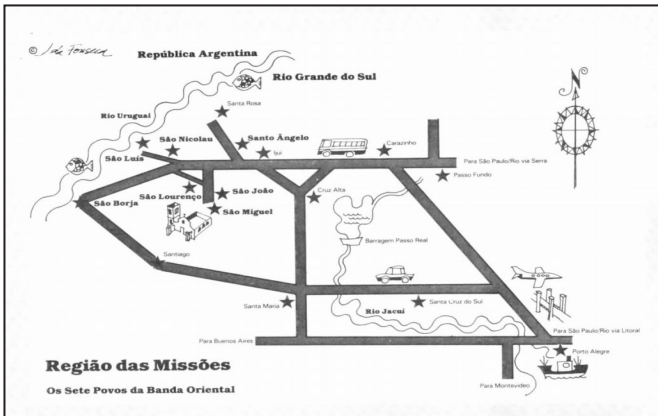 © J da Fonseca
República Argentina
Rio Grande do Sul
N
Santa Rosa
Rio Uruguai
São Nicolau
Santo Ângelo
Ijuí
Carazinho
Para São Paulo/Rio via Serra
São Luís
Passo Fundo
São Lourenço
São João
Cruz Alta
São Borja
São Miguel
Barragem Passo Real
Santiago
Santa Maria
Rio Jacuí
Santa Cruz do Sul
Para São Paulo/Rio via Litoral
Para Buenos Aires
Porto Alegre
Região das Missões
Para Montevideo
Os Sete Povos da Banda Oriental